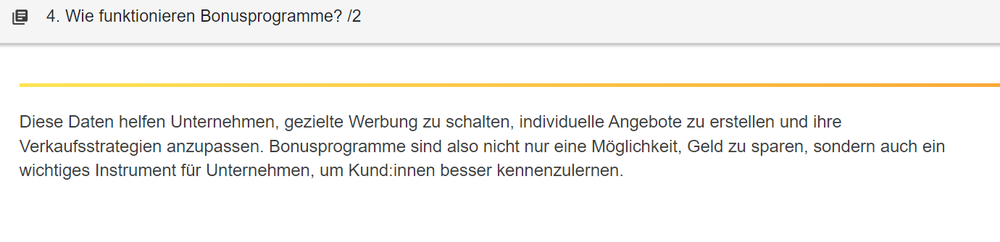 4. Wie funktionieren Bonusprogramme? /2
Diese Daten helfen Unternehmen, gezielte Werbung zu schalten, individuelle Angebote zu erstellen und ihre
Verkaufsstrategien anzupassen. Bonusprogramme sind also nicht nur eine Möglichkeit, Geld zu sparen, sondern auch ein
wichtiges Instrument für Unternehmen, um Kund:innen besser kennenzulernen.